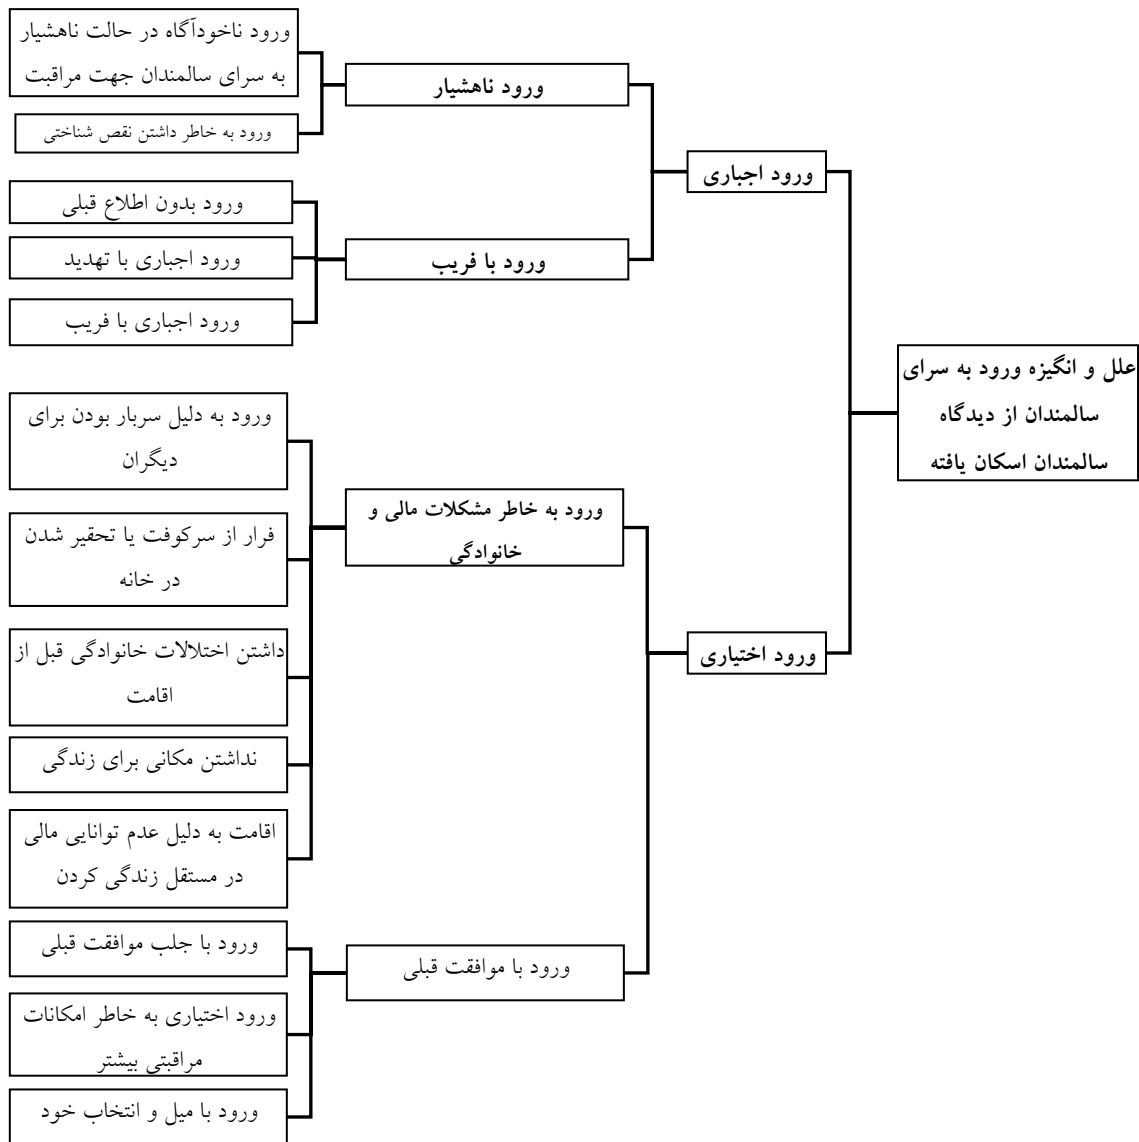 علل و انگیزه ورود به سرای
سالمندان از دیدگاه
سالمندان اسکان یافته
ورود اجباری
ورود ناهشیار
ورود ناخودآگاه در حالت ناهشیار
به سرای سالمندان جهت مراقبت
ورود به خاطر داشتن نقص شناختی
ورود با فریب
ورود بدون اطلاع قبلی
ورود اجباری با تهدید
ورود اجباری با فریب
ورود اختیاری
ورود به خاطر مشکلات مالی و
خانوادگی
ورود به دلیل سربار بودن برای
دیگران
فرار از سرکوفت یا تحقیر شدن
در خانه
داشتن اختلالات خانوادگی قبل از
اقامت
نداشتن مکانی برای زندگی
اقامت به دلیل عدم توانایی مالی
در مستقل زندگی کردن
ورود با موافقت قبلی
ورود با جلب موافقت قبلی
ورود اختیاری به خاطر امکانات
مراقبتی بیشتر
ورود با میل و انتخاب خود